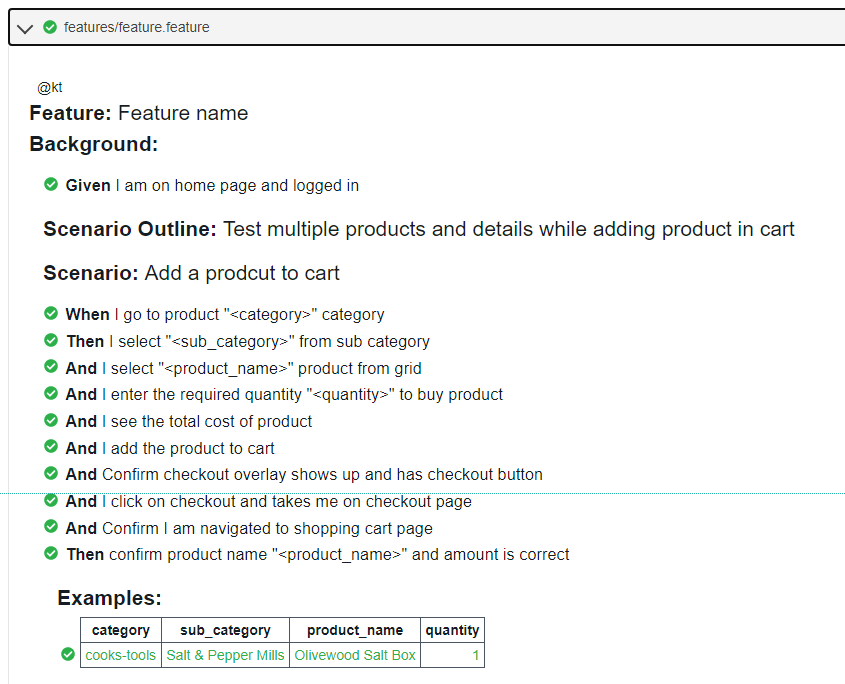 features/feature.feature
@kt
Feature: Feature name
Background:
Given I am on home page and logged in
Scenario Outline: Test multiple products and details while adding product in cart
Scenario: Add a prodcut to cart
When I go to product "<category>" category
Then I select "<sub_category>" from sub category
And I select "<product_name>" product from grid
And I enter the required quantity "<quantity>" to buy product
And I see the total cost of product
And I add the product to cart
And Confirm checkout overlay shows up and has checkout button
And I click on checkout and takes me on checkout page
And Confirm I am navigated to shopping cart page
Then confirm product name "<product_name>" and amount is correct
Examples:
category sub_category product_name quantity
cooks-tools Salt & Pepper Mills Olivewood Salt Box 1